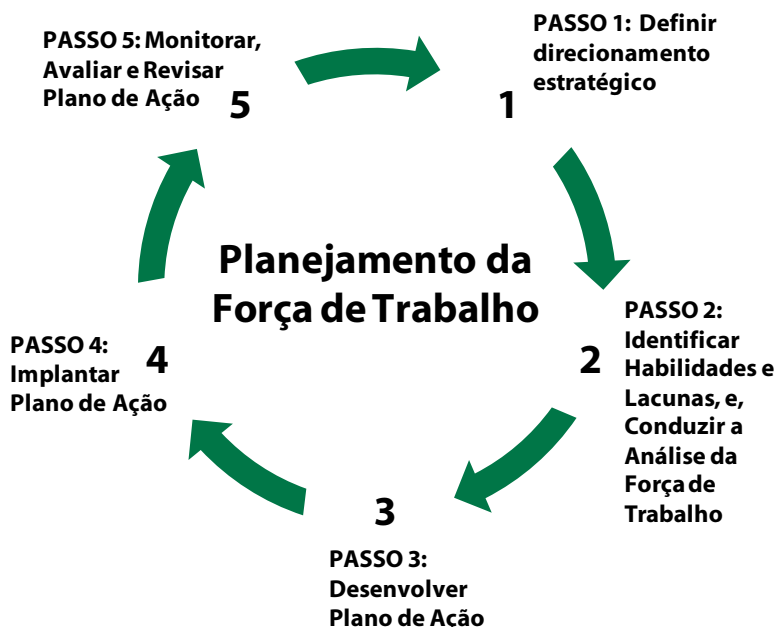 PASSO 1: Definir
direcionamento
estratégico
1
PASSO 2:
Identificar
Habilidades e
Lacunas, e,
Conduzir a
Análise da
Força de
Trabalho
2
3
PASSO 3:
Desenvolver
Plano de Ação
PASSO 4:
Implantar
Plano de Ação
4
PASSO 5: Monitorar,
Avaliar e Revisar
Plano de Ação
5
Planejamento da
Força de Trabalho